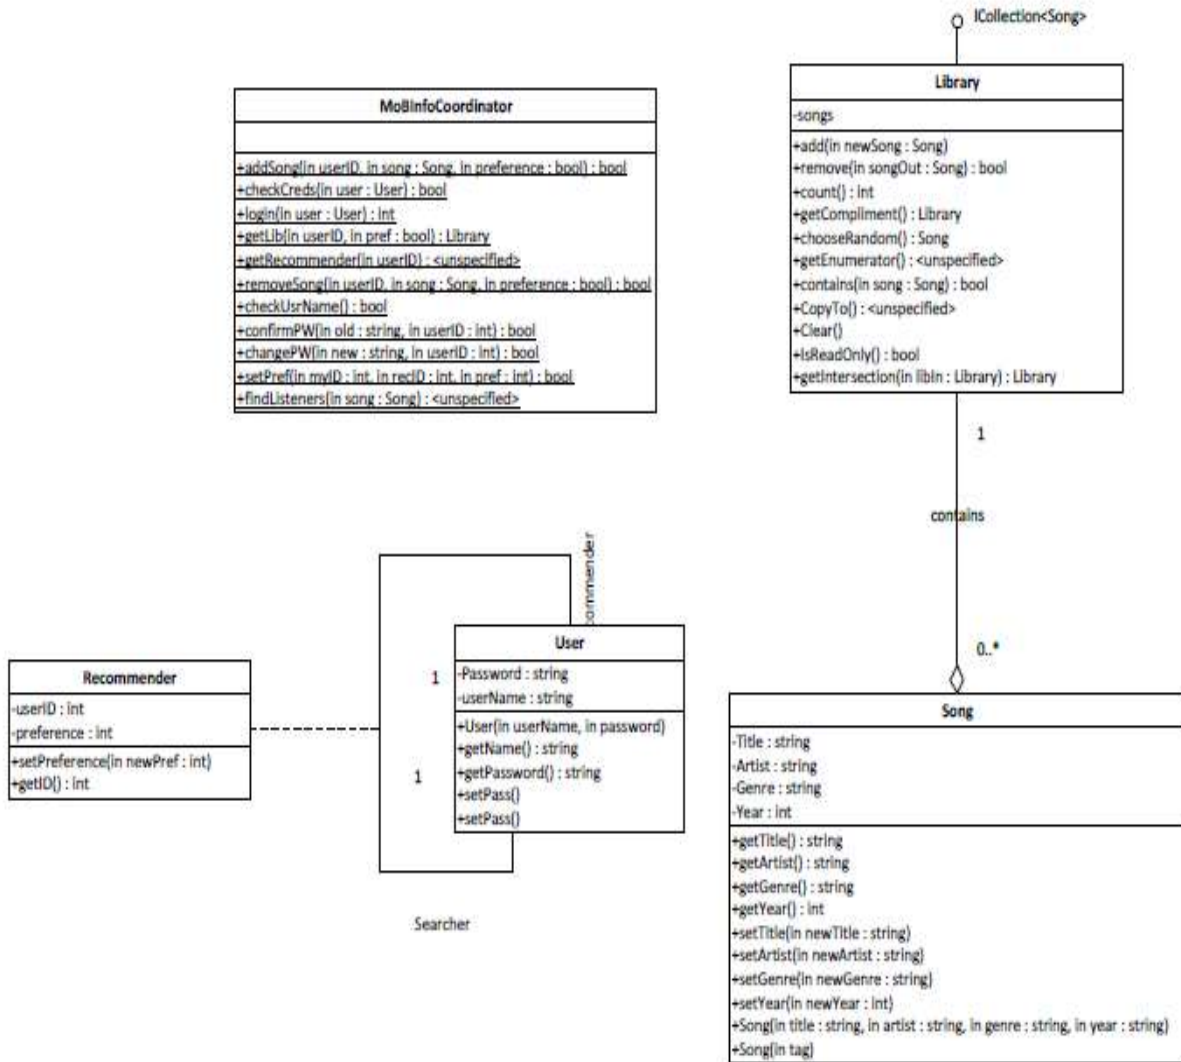 ICollection<Song>
Library
-songs
+add(in newSong : Song)
+remove(in songOut : Song) : bool
+count() : int
+getCompliment() : Library
+chooseRandom() : Song
+getEnumerator() : <unspecified>
+contains(in song : Song) : bool
+CopyTo() : <unspecified>
+Clear()
+IsReadOnly() : bool
+getIntersection(in libIn : Library) : Library
MoBInfoCoordinator
+addSong(in userID, in song : Song, in preference : bool) : bool
+checkCreds(in user : User) : bool
+login(in user : User) : int
+getLib(in userID, in pref : bool) : Library
+getRecommender(in userID) : <unspecified>
+removeSong(in userID, in song : Song, in preference : bool) : bool
+checkUsrName() : bool
+confirmPW(in old : string, in userID : int) : bool
+changePW(in new : string, in userID : int) : bool
+setPref(in myID : int, in recID : int, in pref : int) : bool
+findListeners(in song : Song) : <unspecified>
1
contains
0..*
commender
User
-Password : string
-userName : string
+User(in userName, in password)
+getName() : string
+getPassword() : string
+setPass()
+setPass()
1
1
Searcher
Recommender
-userID : int
-preference : int
+setPreference(in newPref : int)
+getID() : int
Song
-Title : string
-Artist : string
-Genre : string
-Year : int
+getTitle() : string
+getArtist() : string
+getGenre() : string
+getYear() : int
+setTitle(in newTitle : string)
+setArtist(in newArtist : string)
+setGenre(in newGenre : string)
+setYear(in newYear : int)
+Song(in title : string, in artist : string, in genre : string, in year : string)
+Song(in tag)